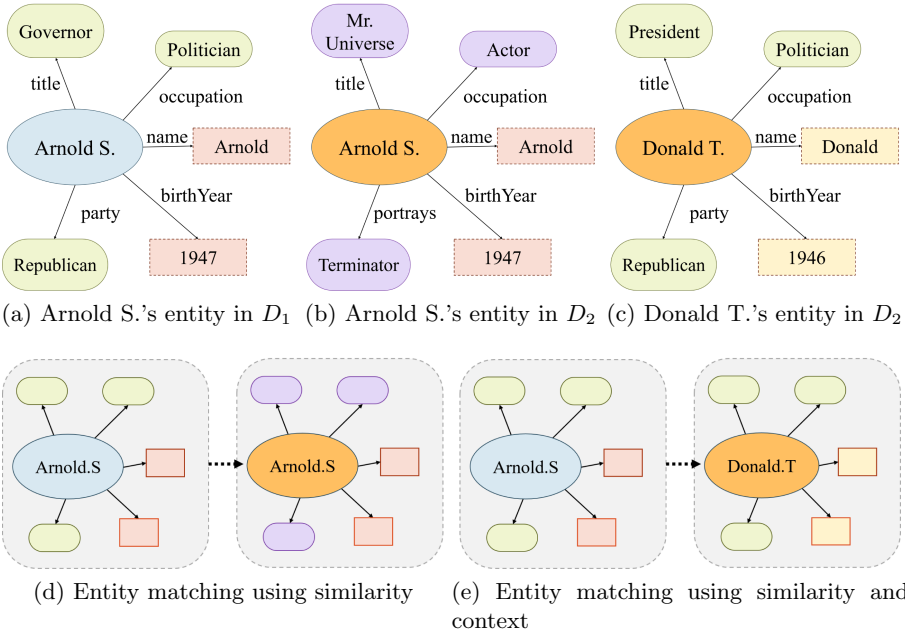 Governor
Politician
title
occupation
Arnold S.
name
Arnold
birthYear
party
Republican
1947
(a) Arnold S.'s entity in D1
Mr.
Universe
Actor
title
occupation
Arnold S.
name
Arnold
birthYear
portrays
Terminator
1947
(b) Arnold S.'s entity in D2
President
Politician
title
occupation
Donald T.
name
Donald
birthYear
party
Republican
1946
(c) Donald T.'s entity in D2
Arnold.S
Arnold.S
(d) Entity matching using similarity
Arnold.S
Donald.T
(e) Entity matching using similarity and
context